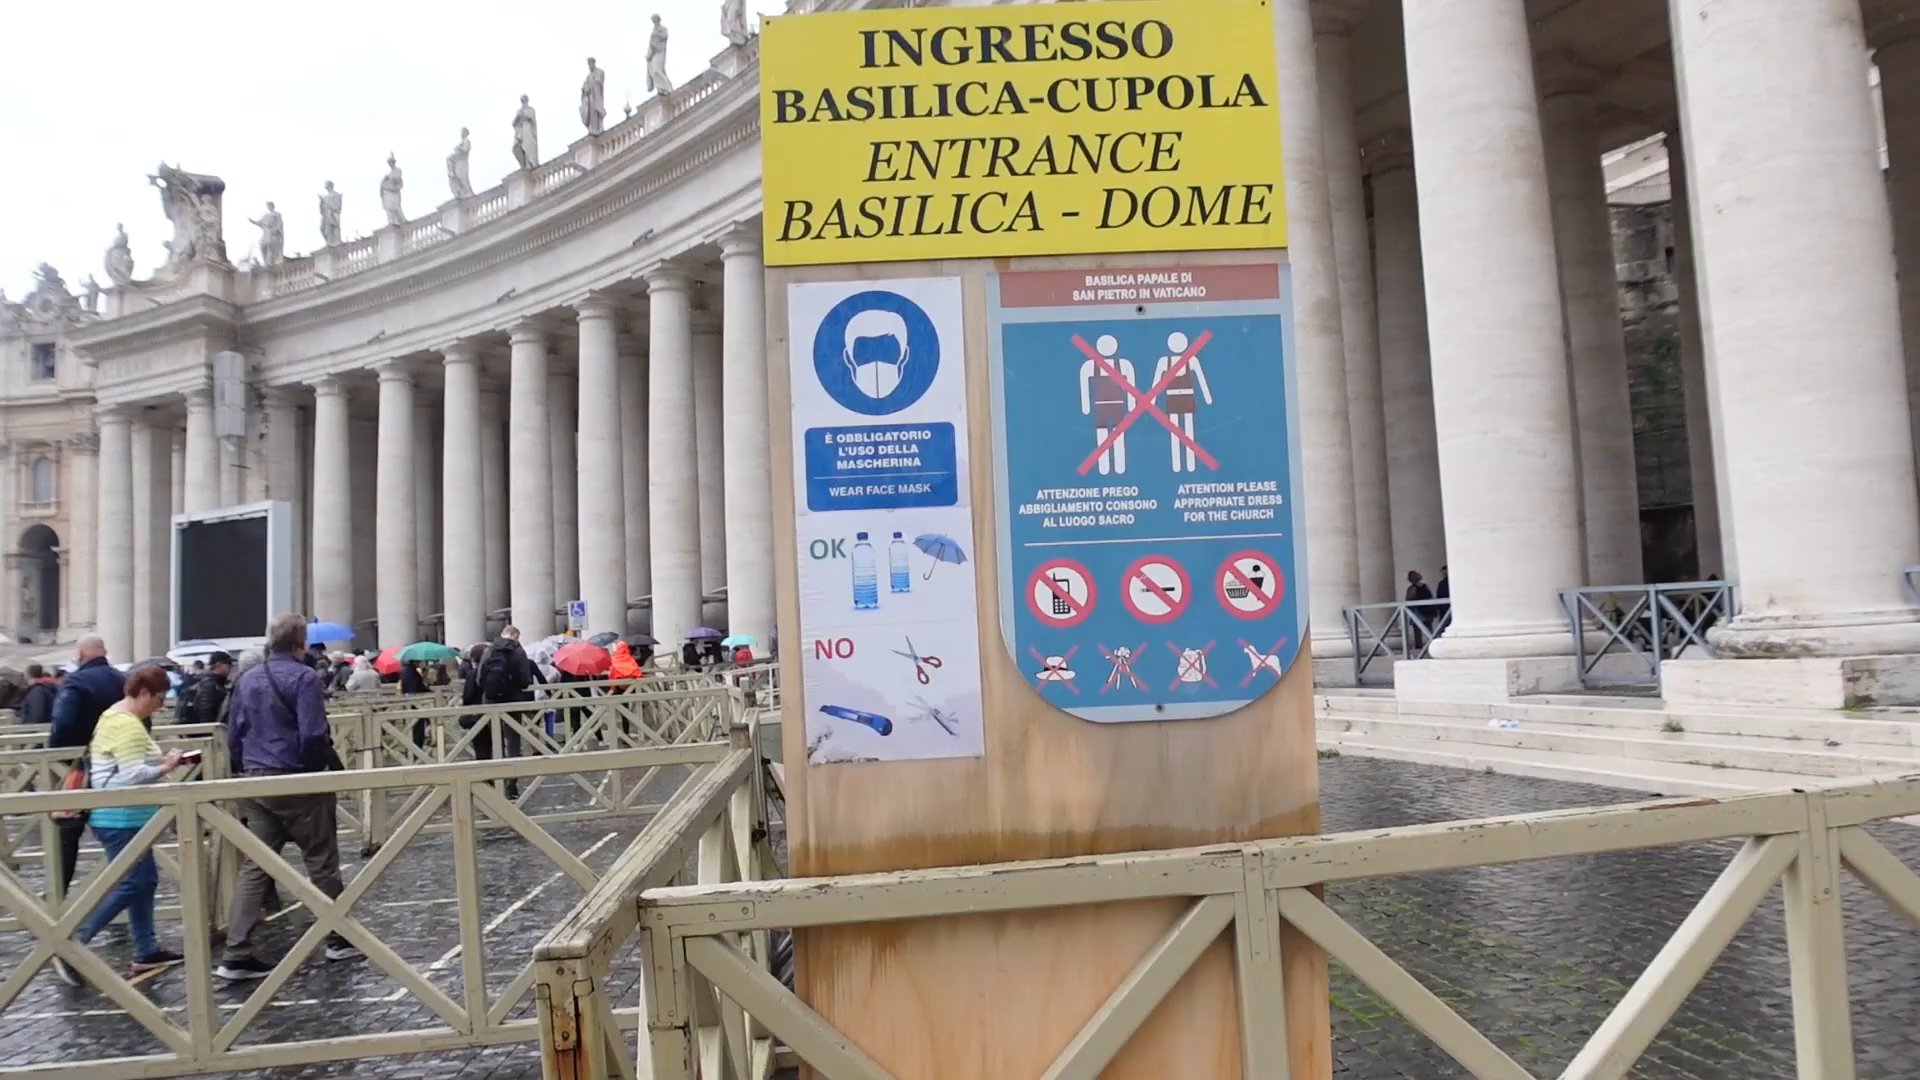 INGRESSO
BASILICA-CUPOLA
ENTRANCE
BASILICA - DOME
È OBBLIGATORIO
L'USO DELLA
MASCHERINA
WEAR FACE MASK
OK
NO
BASILICA PAPALE DI
SAN PIETRO IN VATICANO
ATTENZIONE PREGO
ABBIGLIAMENTO CONSONO
AL LUOGO SACRO
ATTENTION PLEASE
APPROPRIATE DRESS
FOR THE CHURCH